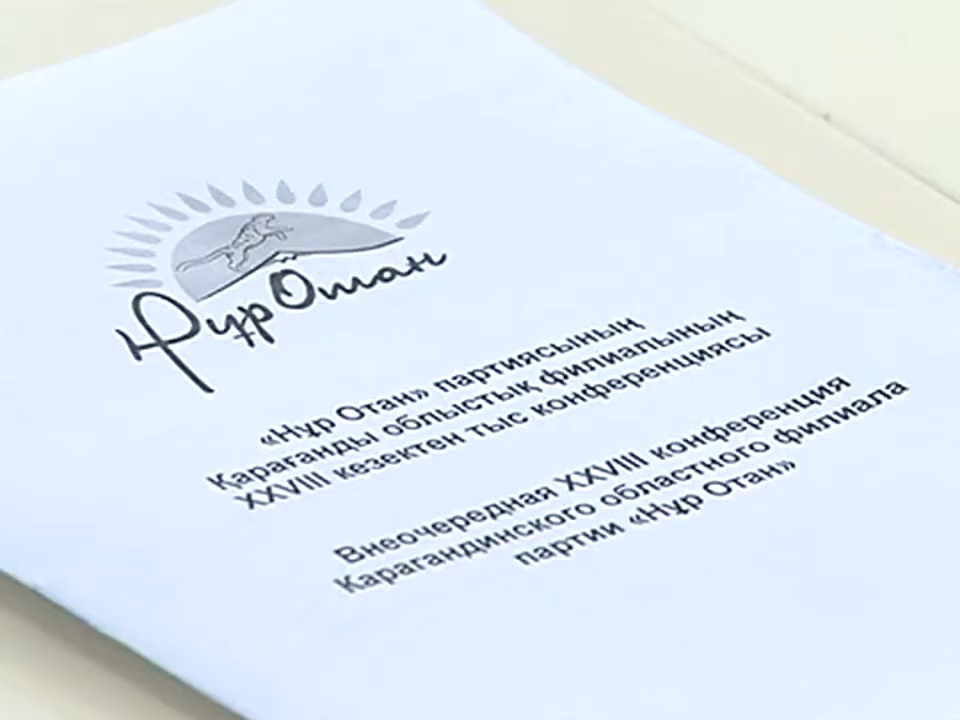 Нұр Отан
«Нұр Отан» партиясының
Қарағанды облыстық филиалының
XXVIII кезектен тыс конференциясы
Внеочередная XXVIII конференция
Карагандинского областного филиала
партии «Нұр Отан»